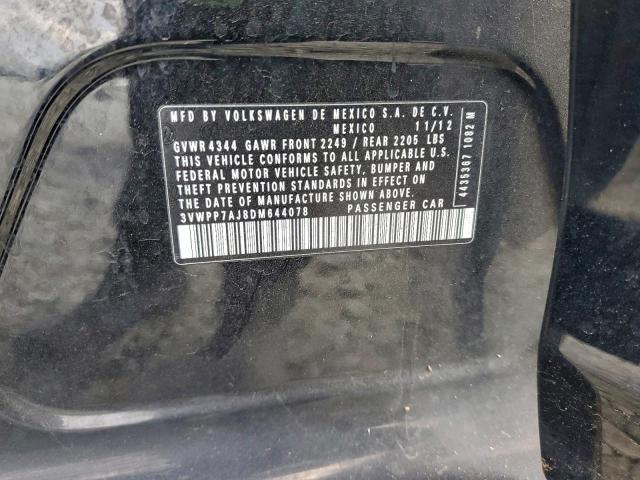 MFD BY VOLKSWAGEN DE MEXICO S.A. DE C.V.
MEXICO 11/12
GVWR 4344 GAWR FRONT 2249 / REAR 2205 LBS
THIS VEHICLE CONFORMS TO ALL APPLICABLE U.S.
FEDERAL MOTOR VEHICLE SAFETY, BUMPER AND
THEFT PREVENTION STANDARDS IN EFFECT ON
THE DATE OF MANUFACTURE SHOWN ABOVE.
3VWPP7AJ8DM644078 PASSENGER CAR
4435367 1082 M